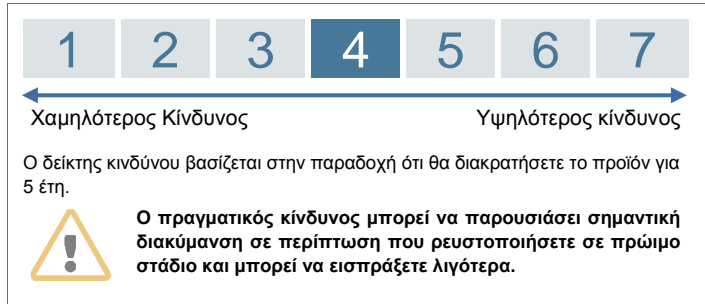 1 2 3 4 5 6 7
Χαμηλότερος Κίνδυνος Υψηλότερος κίνδυνος
Ο δείκτης κινδύνου βασίζεται στην παραδοχή ότι θα διακρατήσετε το προϊόν για
5 έτη.
Ο πραγματικός κίνδυνος μπορεί να παρουσιάσει σημαντική
διακύμανση σε περίπτωση που ρευστοποιήσετε σε πρώιμο
στάδιο και μπορεί να εισπράξετε λιγότερα.